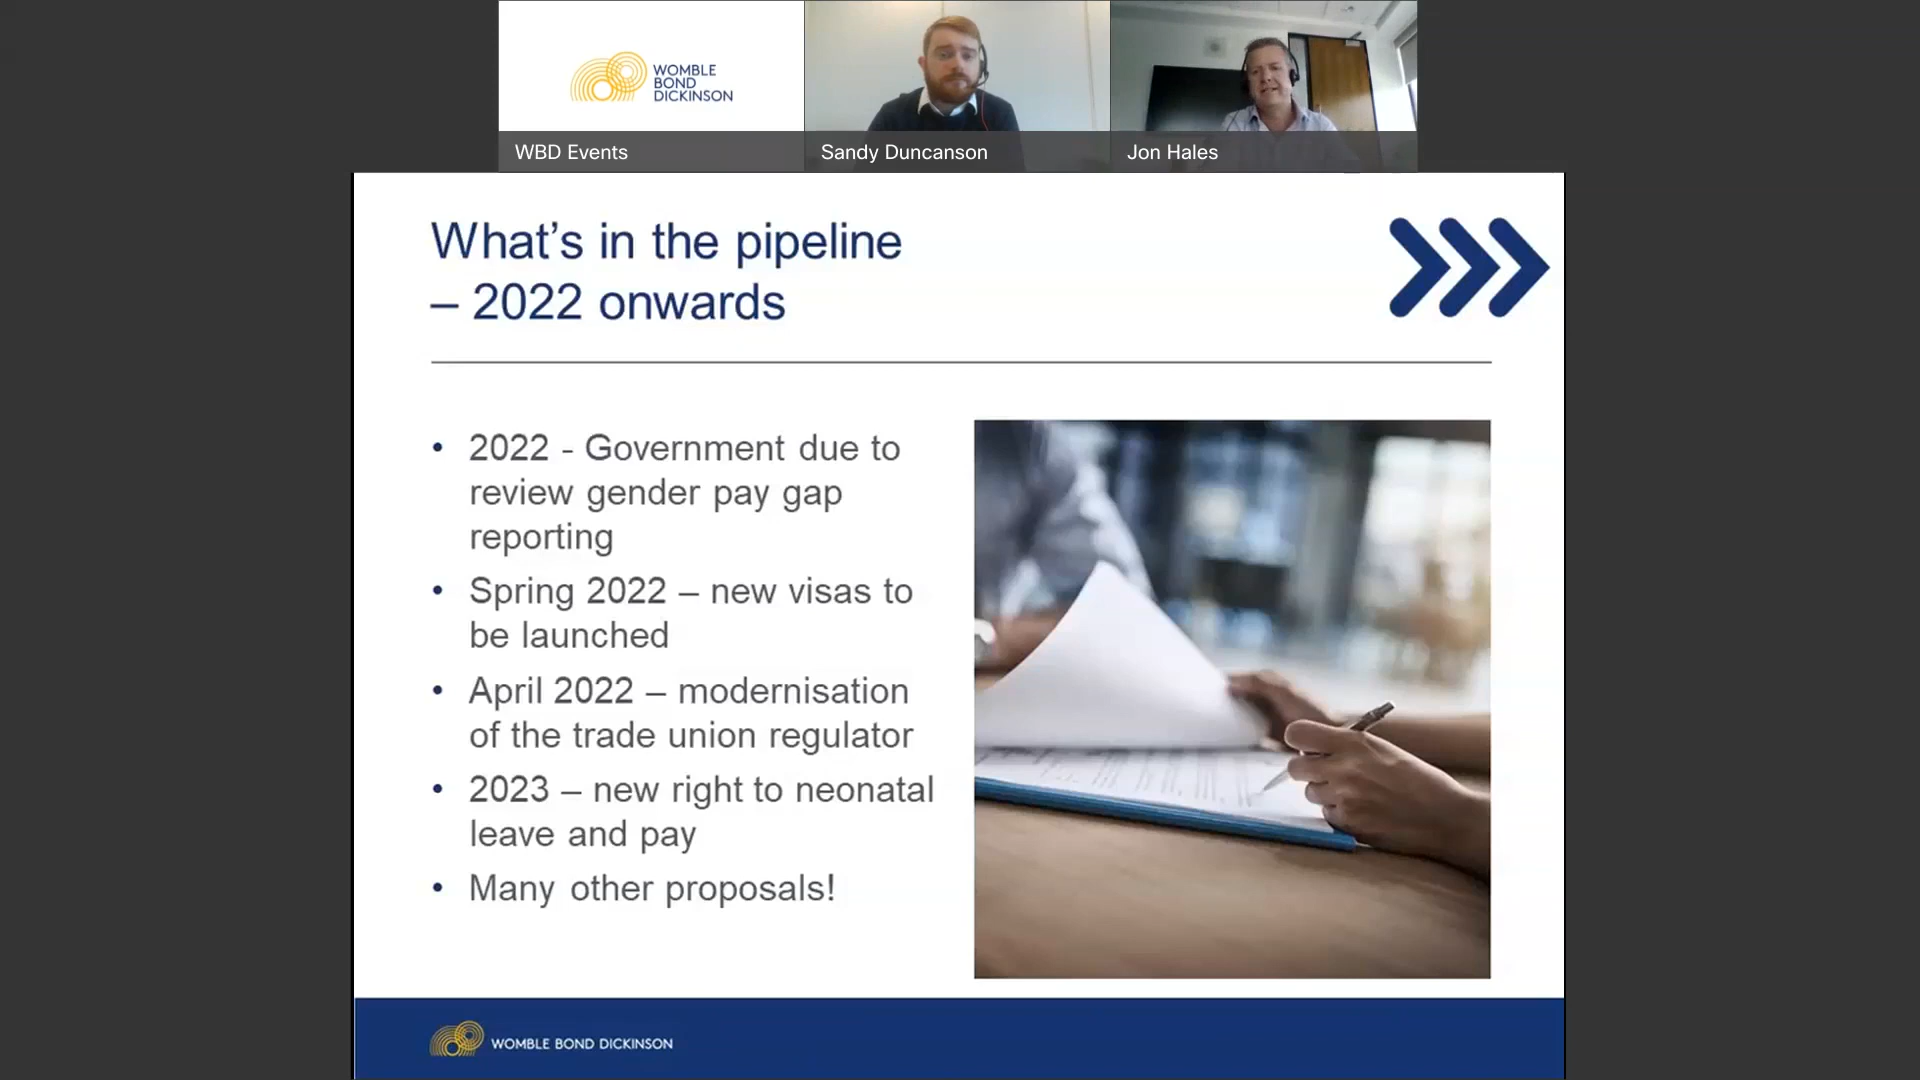 WOMBLE
BOND
DICKINSON
WBD Events
Sandy Duncanson
Jon Hales
What's in the pipeline
– 2022 onwards
• 2022 - Government due to
review gender pay gap
reporting
• Spring 2022 – new visas to
be launched
• April 2022 – modernisation
of the trade union regulator
• 2023 – new right to neonatal
leave and pay
• Many other proposals!
WOMBLE BOND DICKINSON